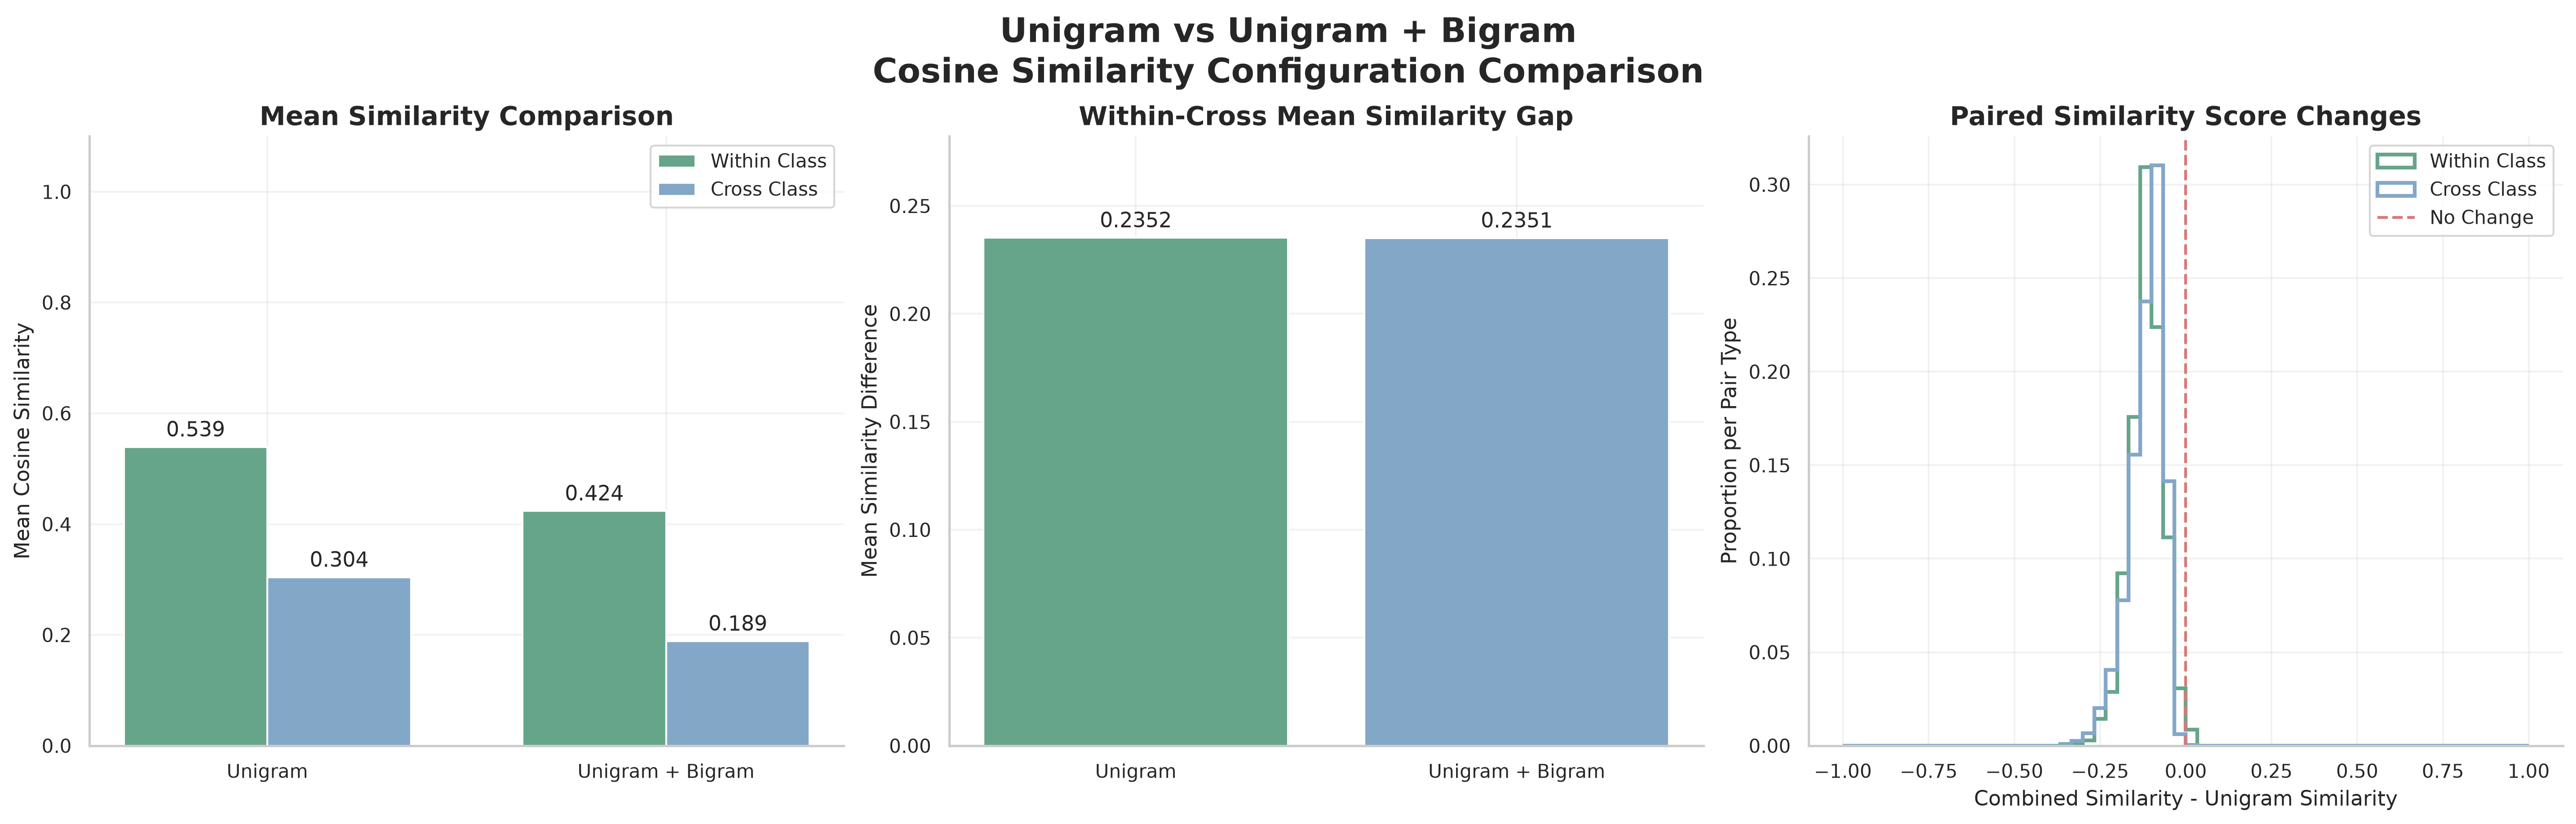 Unigram vs Unigram + Bigram
Cosine Similarity Configuration Comparison
Mean Similarity Comparison
Mean Cosine Similarity
1.0
0.8
0.6
0.4
0.2
0.0
Within Class
Cross Class
0.539
0.304
0.424
0.189
Unigram
Unigram + Bigram
Within-Cross Mean Similarity Gap
Mean Similarity Difference
0.25
0.20
0.15
0.10
0.05
0.00
0.2352
0.2351
Unigram
Unigram + Bigram
Paired Similarity Score Changes
Proportion per Pair Type
0.30
0.25
0.20
0.15
0.10
0.05
0.00
Within Class
Cross Class
No Change
−1.00
−0.75
−0.50
−0.25
0.00
0.25
0.50
0.75
1.00
Combined Similarity - Unigram Similarity